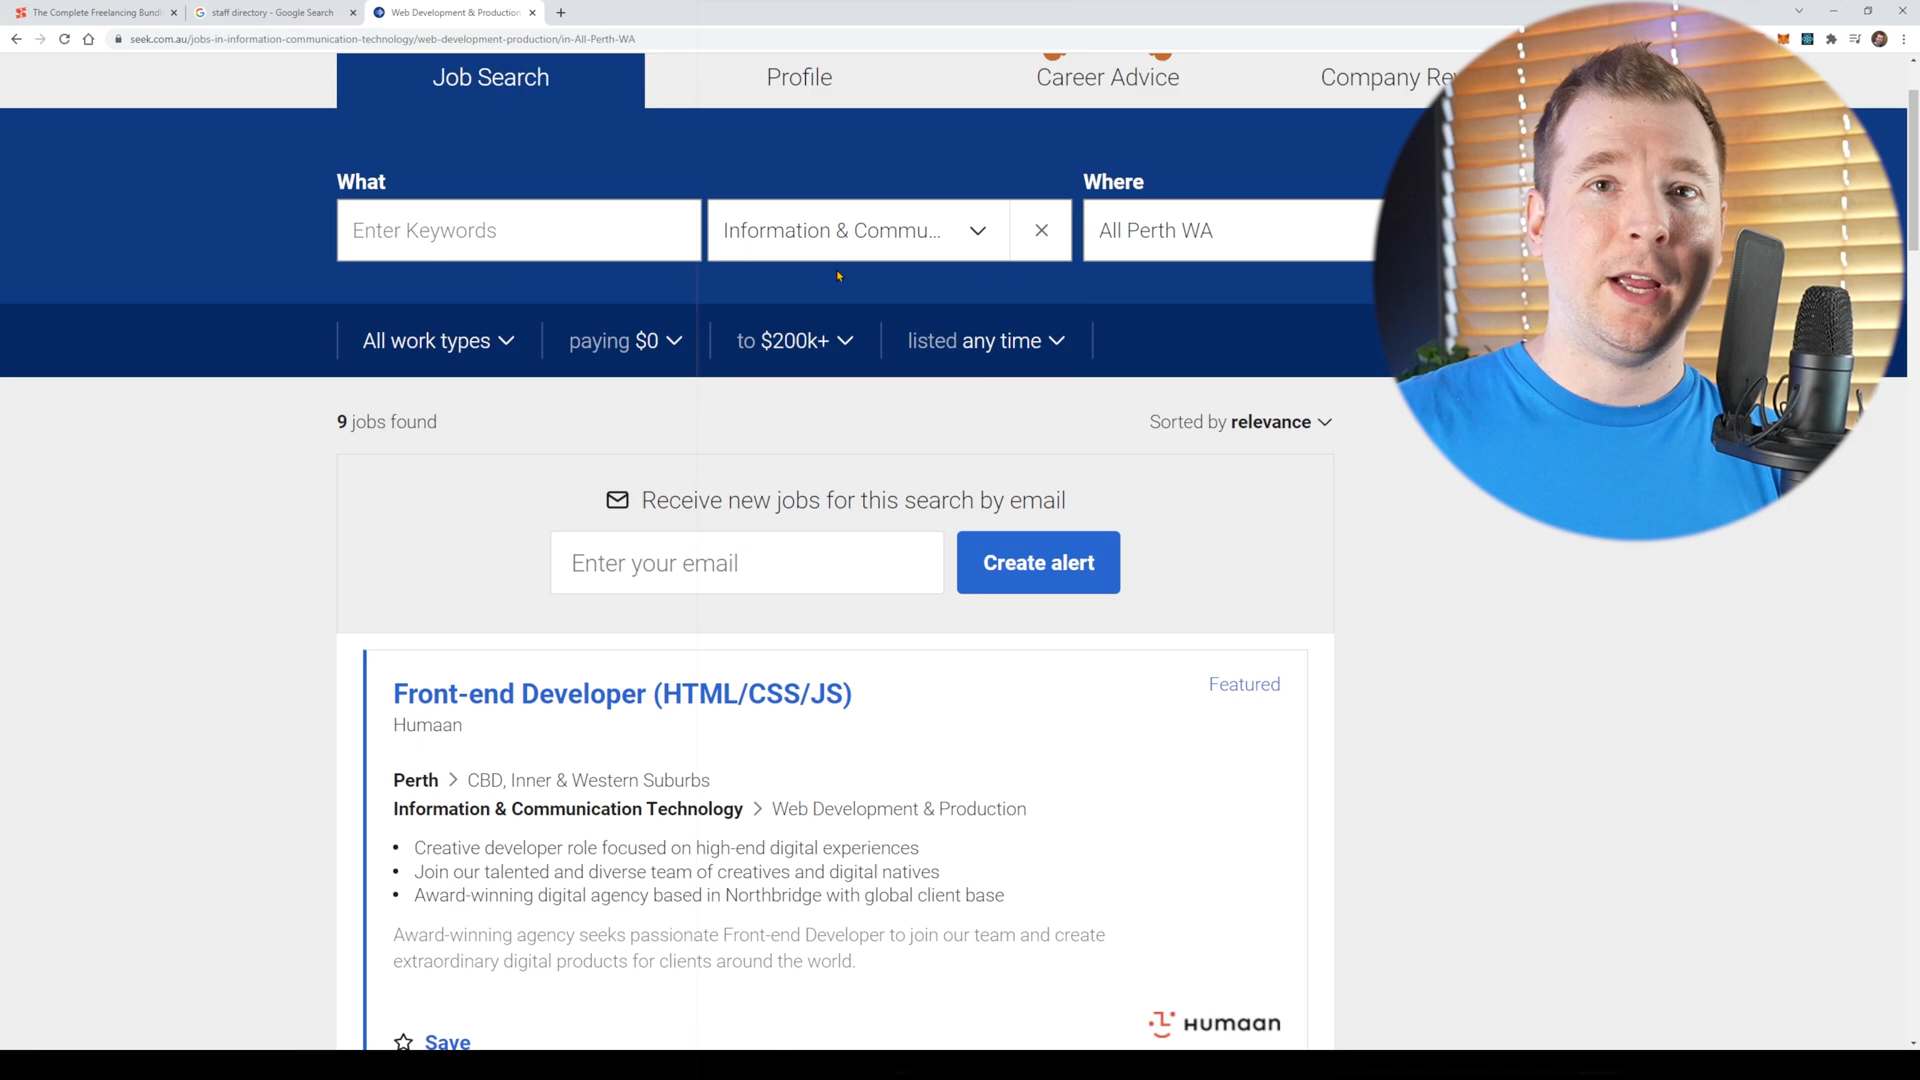 The Complete Freelancing Bundl
staff directory - Google Search
Web Development & Production
seek.com.au/jobs-in-information-communication-technology/web-development-production/in-All-Perth-WA
Job Search
Profile
Career Advice
Company Re
What
Where
Enter Keywords
Information & Commu...
All Perth WA
All work types
paying $0
to $200k+
listed any time
9 jobs found
Sorted by relevance
Receive new jobs for this search by email
Enter your email
Create alert
Front-end Developer (HTML/CSS/JS)
Featured
Humaan
Perth > CBD, Inner & Western Suburbs
Information & Communication Technology > Web Development & Production
• Creative developer role focused on high-end digital experiences
• Join our talented and diverse team of creatives and digital natives
• Award-winning digital agency based in Northbridge with global client base
Award-winning agency seeks passionate Front-end Developer to join our team and create
extraordinary digital products for clients around the world.
Humaan
Save